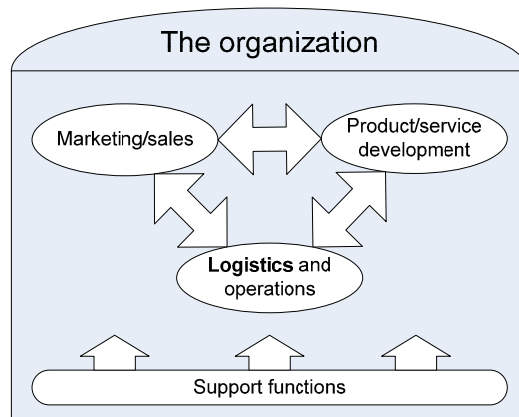 The organization
Marketing/sales
Product/service
development
Logistics and
operations
Support functions